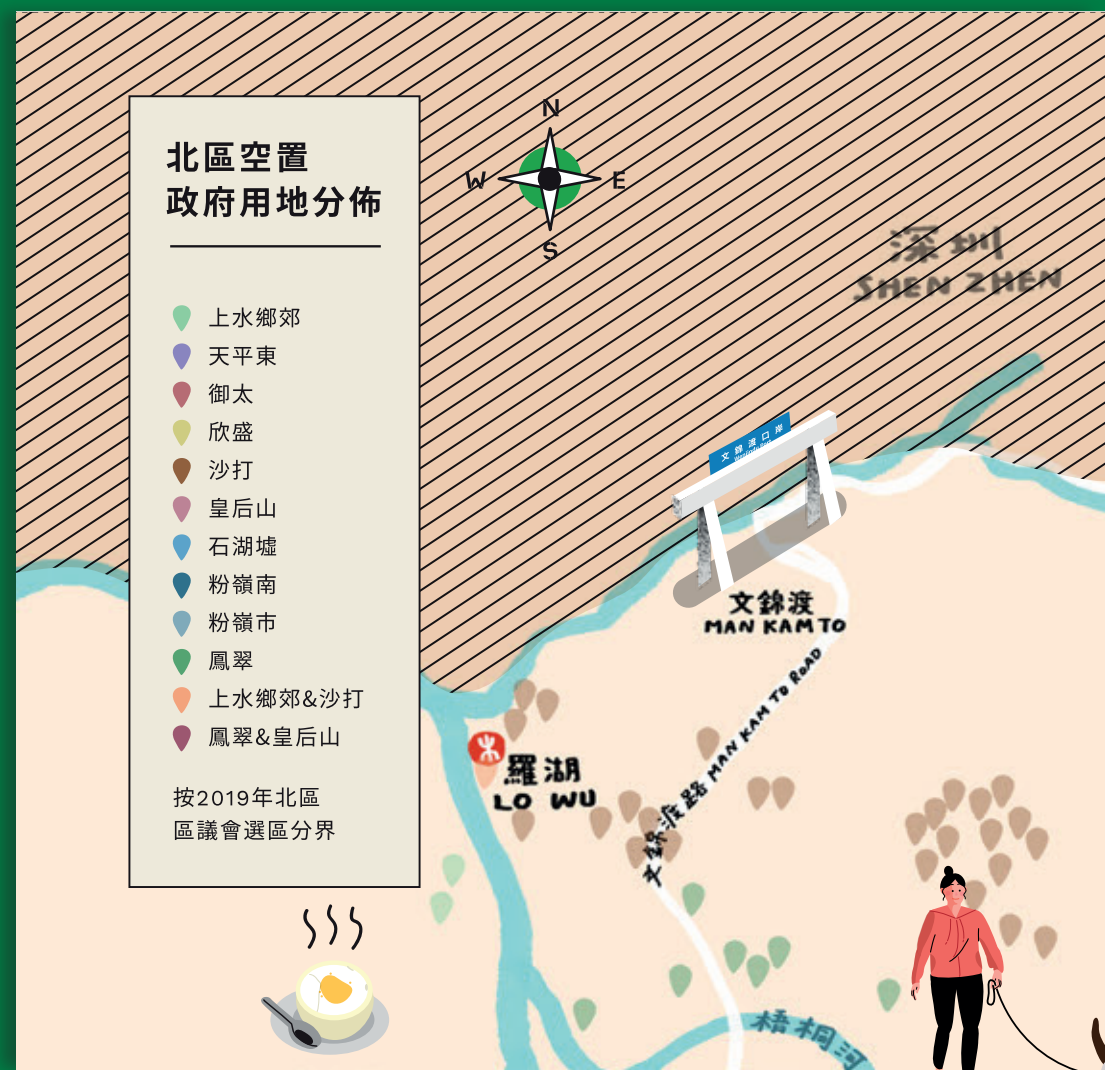 北區空置
政府用地分佈
上水鄉郊
天平東
御太
欣盛
沙打
皇后山
石湖墟
粉嶺南
粉嶺市
鳳翠
上水鄉郊&沙打
鳳翠&皇后山
按2019年北區
區議會選區分界
N
W
E
S
深圳
SHEN ZHEN
文錦渡口岸
文錦渡
MAN KAM TO
文錦渡路 MAN KAM TO ROAD
羅湖
LO WU
梧桐河